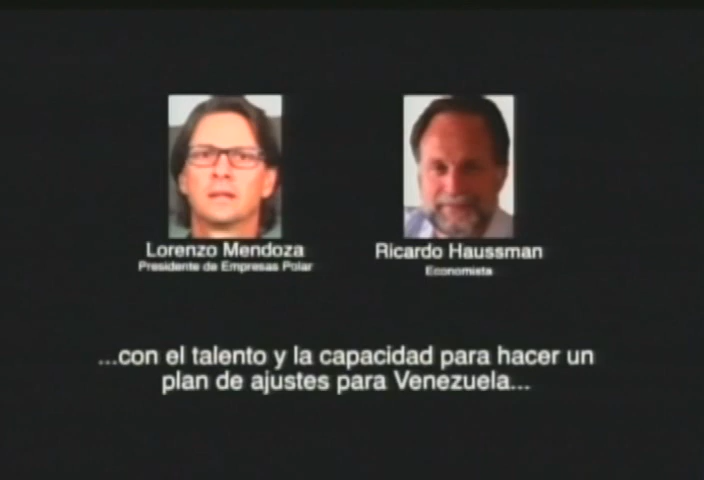 Lorenzo Mendoza
Presidente de Empresas Polar
Ricardo Haussman
Economista
...con el talento y la capacidad para hacer un
plan de ajustes para Venezuela...